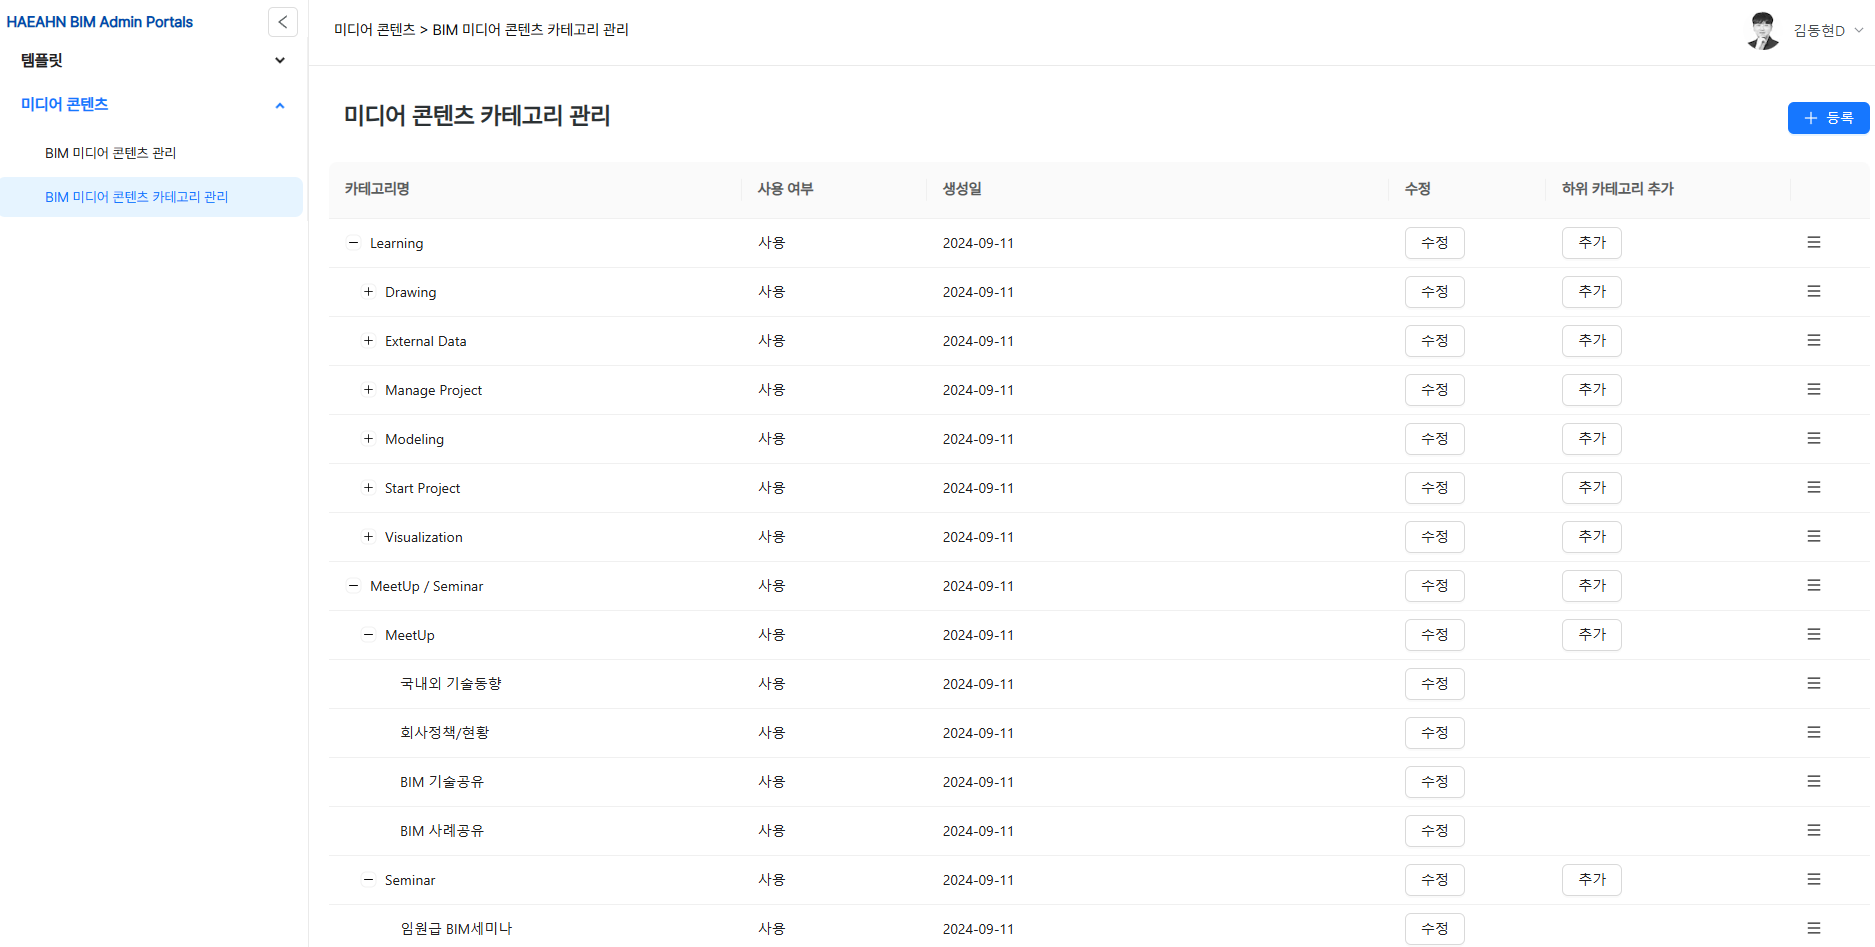 HAEAHN BIM Admin Portals
템플릿
미디어 콘텐츠
BIM 미디어 콘텐츠 관리
BIM 미디어 콘텐츠 카테고리 관리
미디어 콘텐츠 > BIM 미디어 콘텐츠 카테고리 관리
김동현D
미디어 콘텐츠 카테고리 관리
+ 등록
카테고리명 사용 여부 생성일 수정 하위 카테고리 추가
Learning 사용 2024-09-11 수정 추가
Drawing 사용 2024-09-11 수정 추가
External Data 사용 2024-09-11 수정 추가
Manage Project 사용 2024-09-11 수정 추가
Modeling 사용 2024-09-11 수정 추가
Start Project 사용 2024-09-11 수정 추가
Visualization 사용 2024-09-11 수정 추가
MeetUp / Seminar 사용 2024-09-11 수정 추가
MeetUp 사용 2024-09-11 수정 추가
국내외 기술동향 사용 2024-09-11 수정
회사정책/현황 사용 2024-09-11 수정
BIM 기술공유 사용 2024-09-11 수정
BIM 사례공유 사용 2024-09-11 수정
Seminar 사용 2024-09-11 수정 추가
임원급 BIM세미나 사용 2024-09-11 수정